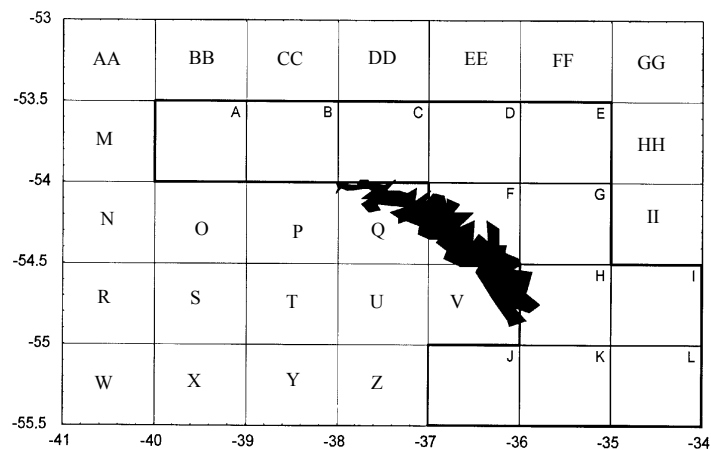 -53
AA BB CC DD EE FF GG
-53.5
A B C D E
M HH
-54
F G
N O P Q II
-54.5
H I
R S T U V
-55
J K L
W X Y Z
-55.5
-41 -40 -39 -38 -37 -36 -35 -34